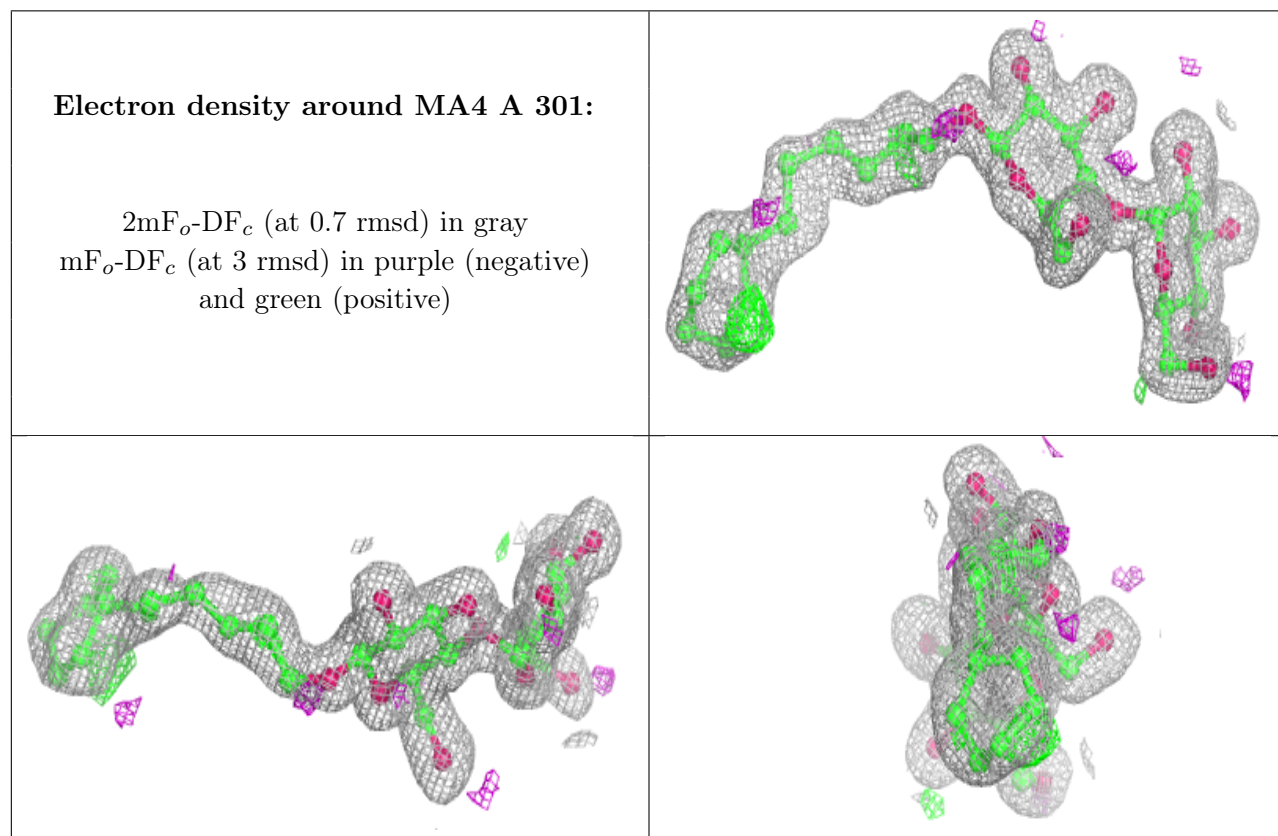 Electron density around MA4 A 301:
2mFₒ-DF𝒸 (at 0.7 rmsd) in gray
mFₒ-DF𝒸 (at 3 rmsd) in purple (negative)
and green (positive)